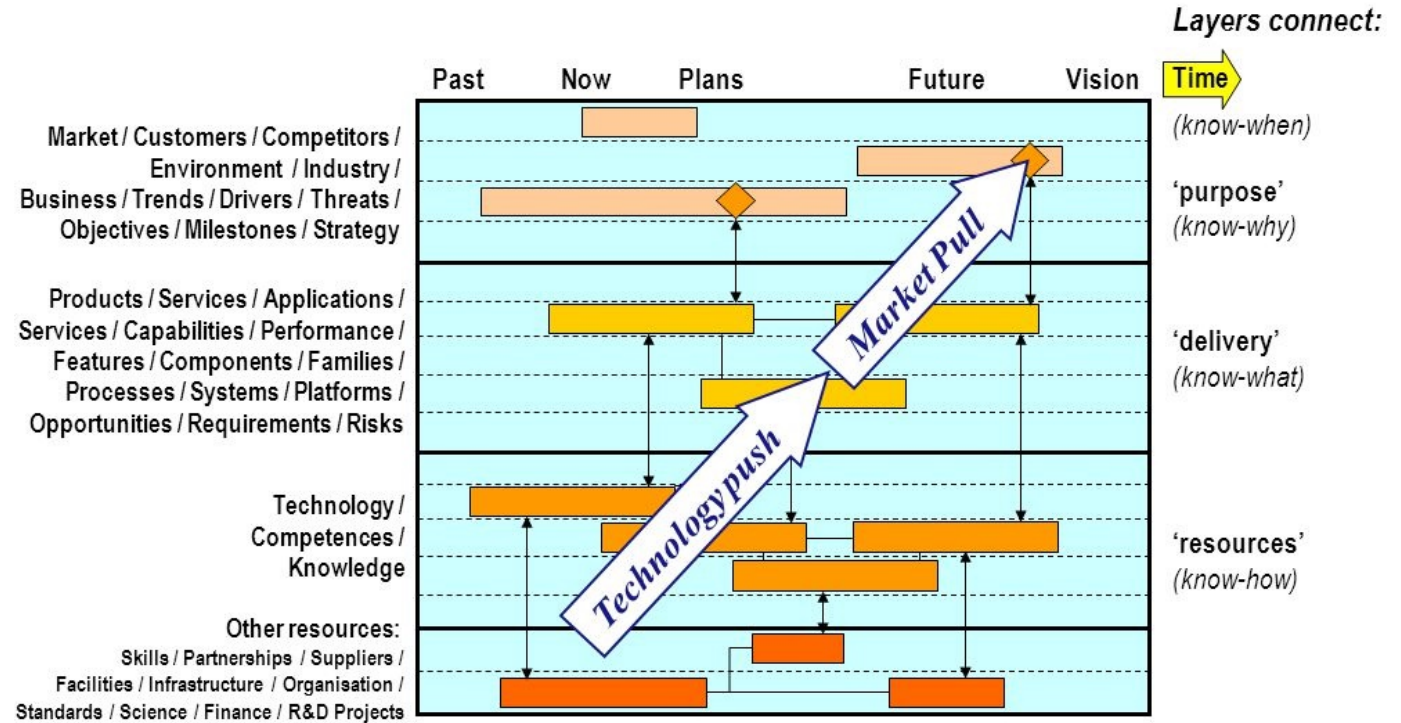 Layers connect:
Past Now Plans Future Vision Time
(know-when)
Market / Customers / Competitors /
Environment / Industry /
Business / Trends / Drivers / Threats /
Objectives / Milestones / Strategy
'purpose'
(know-why)
Products / Services / Applications /
Services / Capabilities / Performance /
Features / Components / Families /
Processes / Systems / Platforms /
Opportunities / Requirements / Risks
'delivery'
(know-what)
Market Pull
Technology push
Technology /
Competences /
Knowledge
'resources'
(know-how)
Other resources:
Skills / Partnerships / Suppliers /
Facilities / Infrastructure / Organisation /
Standards / Science / Finance / R&D Projects